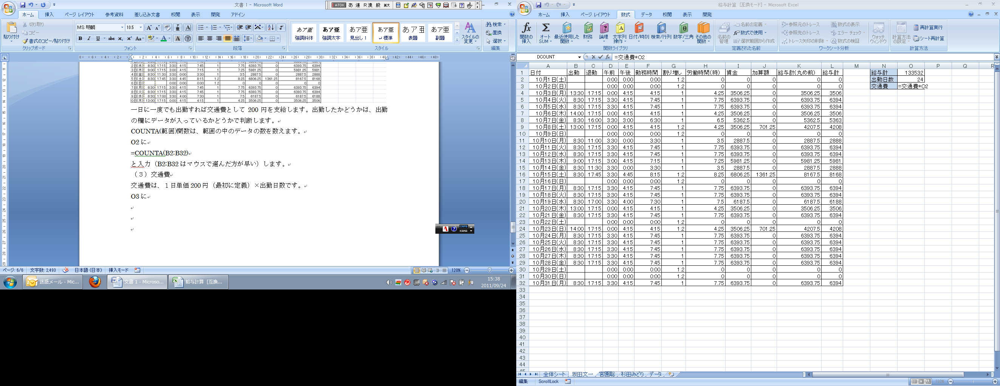 文書 1 - Microsoft Word
ATOK あ 連 R漢 般 英大
ホーム 挿入 ページ レイアウト 参考資料 差し込み文書 校閲 表示 開発 アドイン
貼り付け
切り取り
コピー
書式のコピー/貼り付け
クリップボード
MS 明朝 10.5
フォント
段落
あア亜 強調斜体
あア亜 強調太字
あア亜 見出し 1
あア亜 標準
あア亜 表題
あア亜 副題
スタイルの変更
スタイル
検索
置換
選択
編集
2日(水) 8:30 17:15 3:30 4:15 7:45 1 7.75 6393.75 0 6393.75 6394
3日(木) 9:00 17:15 3:00 4:15 7:15 1 7.25 5981.25 0 5981.25 5981
4日(金) 8:30 11:30 3:30 0:00 3:30 1 3.5 2887.5 0 2887.5 2888
5日(土) 8:30 17:45 3:30 4:45 8:15 1.2 8.25 6806.25 1361.25 8167.5 8168
6日(日) 0:00 0:00 0:00 1.2 0 0 0 0 0
7日(月) 8:30 17:15 3:30 4:15 7:45 1 7.75 6393.75 0 6393.75 6394
8日(火) 8:30 17:15 3:30 4:15 7:45 1 7.75 6393.75 0 6393.75 6394
9日(水) 8:30 17:00 3:30 4:00 7:30 1 7.5 6187.5 0 6187.5 6188
20日(木) 13:00 17:15 0:00 4:15 4:15 1 4.25 3506.25 0 3506.25 3506
一日に一度でも出勤すれば交通費として 200 円を支給します。出勤したかどうかは、出勤
の欄にデータが入っているかどうかで判断します。
COUNTA(範囲)関数は、範囲の中のデータの数を数えます。
O2 に
=COUNTA(B2:B32)
と入力（B2:B32 はマウスで選んだ方が早い）します。
（３）交通費
交通費は、１日単価 200 円（最初に定義）×出勤日数です。
O3 に
CAPS
KANA
ページ: 6/6 文字数: 2,493 日本語 (日本) 挿入モード 120%
迷惑メール - Mic...
文書 1 - Microso...
給与計算 [互換...
15:38
2011/09/24
給与計算 [互換モード] - Microsoft Excel
ホーム 挿入 ページ レイアウト 数式 データ 校閲 表示 開発
関数の挿入
オート SUM
最近使用した関数
財務
論理
文字列操作
日付/時刻
検索/行列
数学/三角
その他の関数
関数ライブラリ
名前の管理
名前の定義
数式で使用
選択範囲から作成
定義された名前
参照元のトレース
参照先のトレース
トレース矢印の削除
数式の表示
エラー チェック
数式の検証
ウォッチ ウィンドウ
ワークシート分析
計算方法の設定
再計算実行
シート再計算
計算方法
DCOUNT =交通費*O2
A B C D E F G H I J K L M N O P Q R
1 日付 出勤 退勤 午前 午後 勤務時間 割り増し 労働時間(時) 賃金 加算額 給与計(丸め前) 給与計 給与計 133532
2 10月1日(土) 0:00 0:00 0:00 1.2 0 0 0 0 0 出勤日数 24
3 10月2日(日) 0:00 0:00 0:00 1.2 0 0 0 0 0 交通費 =交通費*O2
4 10月3日(月) 13:30 17:15 0:00 4:15 4:15 1 4.25 3506.25 0 3506.25 3506
5 10月4日(火) 8:30 17:15 3:30 4:15 7:45 1 7.75 6393.75 0 6393.75 6394
6 10月5日(水) 8:30 17:15 3:30 4:15 7:45 1 7.75 6393.75 0 6393.75 6394
7 10月6日(木) 14:00 17:15 0:00 4:15 4:15 1 4.25 3506.25 0 3506.25 3506
8 10月7日(金) 8:30 16:00 3:30 3:00 6:30 1 6.5 5362.5 0 5362.5 5363
9 10月8日(土) 13:00 17:15 0:00 4:15 4:15 1.2 4.25 3506.25 701.25 4207.5 4208
10 10月9日(日) 0:00 0:00 0:00 1.2 0 0 0 0 0
11 10月10日(月) 8:30 11:00 3:30 0:00 3:30 1 3.5 2887.5 0 2887.5 2888
12 10月11日(火) 8:30 17:15 3:30 4:15 7:45 1 7.75 6393.75 0 6393.75 6394
13 10月12日(水) 8:30 17:15 3:30 4:15 7:45 1 7.75 6393.75 0 6393.75 6394
14 10月13日(木) 9:00 17:15 3:00 4:15 7:15 1 7.25 5981.25 0 5981.25 5981
15 10月14日(金) 8:30 11:30 3:30 0:00 3:30 1 3.5 2887.5 0 2887.5 2888
16 10月15日(土) 8:30 17:45 3:30 4:45 8:15 1.2 8.25 6806.25 1361.25 8167.5 8168
17 10月16日(日) 0:00 0:00 0:00 1.2 0 0 0 0 0
18 10月17日(月) 8:30 17:15 3:30 4:15 7:45 1 7.75 6393.75 0 6393.75 6394
19 10月18日(火) 8:30 17:15 3:30 4:15 7:45 1 7.75 6393.75 0 6393.75 6394
20 10月19日(水) 8:30 17:00 3:30 4:00 7:30 1 7.5 6187.5 0 6187.5 6188
21 10月20日(木) 13:00 17:15 0:00 4:15 4:15 1 4.25 3506.25 0 3506.25 3506
22 10月21日(金) 8:30 17:15 3:30 4:15 7:45 1 7.75 6393.75 0 6393.75 6394
23 10月22日(土) 0:00 0:00 0:00 1.2 0 0 0 0 0
24 10月23日(日) 14:00 17:15 0:00 4:15 4:15 1.2 4.25 3506.25 701.25 4207.5 4208
25 10月24日(月) 8:30 17:15 3:30 4:15 7:45 1 7.75 6393.75 0 6393.75 6394
26 10月25日(火) 8:30 17:15 3:30 4:15 7:45 1 7.75 6393.75 0 6393.75 6394
27 10月26日(水) 8:30 17:15 3:30 4:15 7:45 1 7.75 6393.75 0 6393.75 6394
28 10月27日(木) 8:30 17:15 3:30 4:15 7:45 1 7.75 6393.75 0 6393.75 6394
29 10月28日(金) 8:30 17:15 3:30 4:15 7:45 1 7.75 6393.75 0 6393.75 6394
30 10月29日(土) 0:00 0:00 0:00 1.2 0 0 0 0 0
31 10月30日(日) 0:00 0:00 0:00 1.2 0 0 0 0 0
32 10月31日(月) 8:30 17:15 3:30 4:15 7:45 1 7.75 6393.75 0 6393.75 6394
33
34
35
36
37
38
39
40
41
42
43
44
45
全体シート 坂田文一 宮園聡 杉田みどり データ
編集 ScrollLock 100%